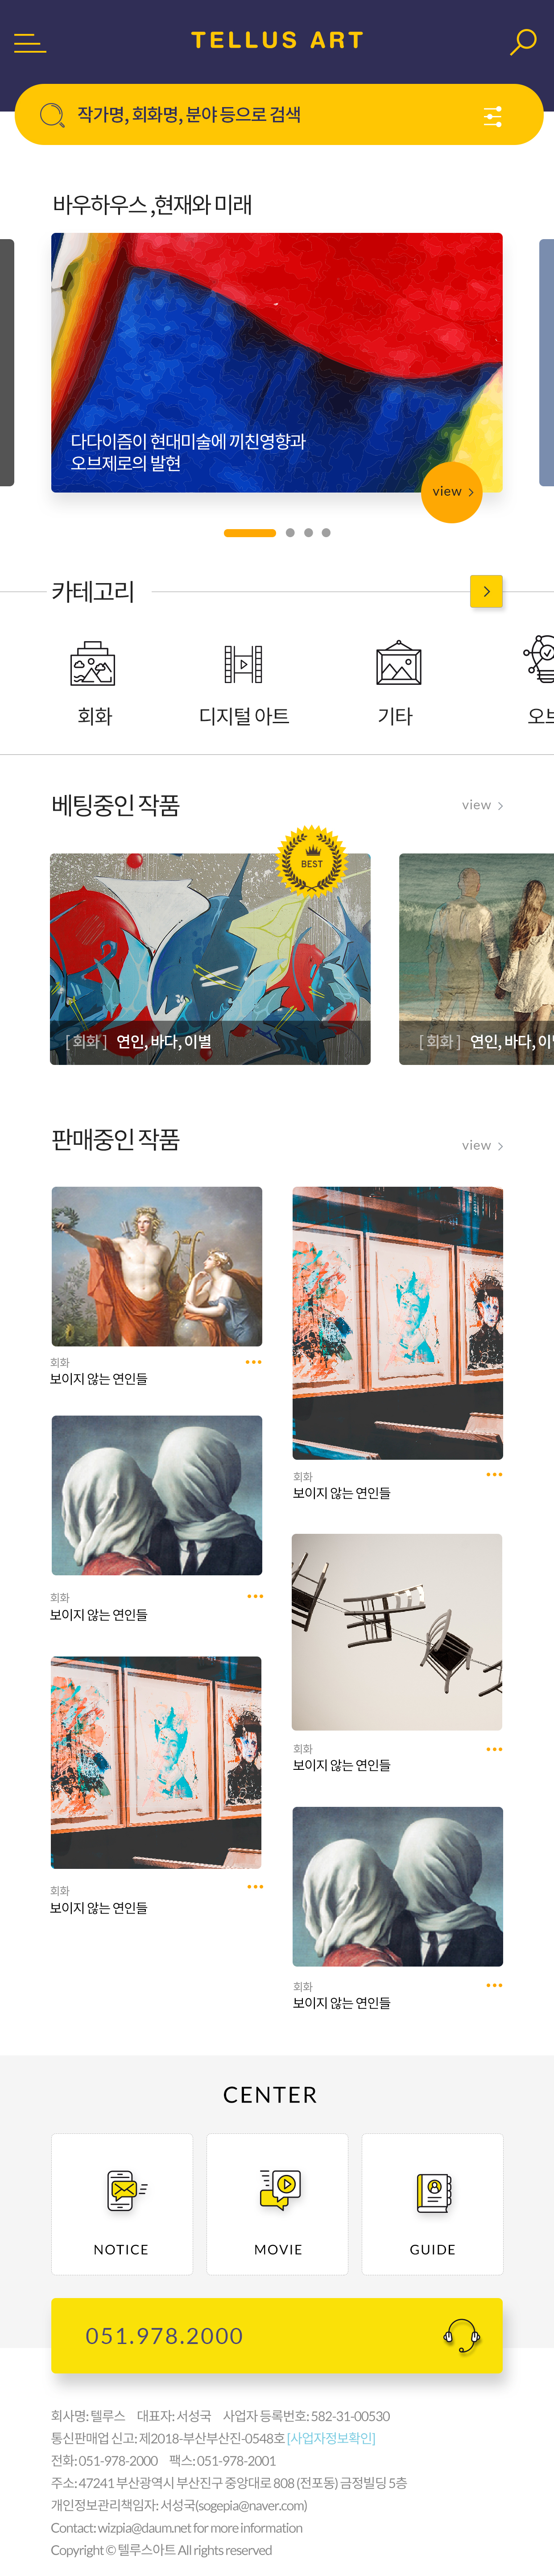 TELLUS ART
작가명, 회화명, 분야 등으로 검색
바우하우스 ,현재와 미래
다다이즘이 현대미술에 끼친영향과
오브제로의 발현
view
카테고리
회화
디지털 아트
기타
베팅중인 작품
view
BEST
[ 회화 ] 연인, 바다, 이별
[ 회화 ] 연인, 바다,
판매중인 작품
view
회화
보이지 않는 연인들
회화
보이지 않는 연인들
회화
보이지 않는 연인들
회화
보이지 않는 연인들
회화
보이지 않는 연인들
회화
보이지 않는 연인들
CENTER
NOTICE
MOVIE
GUIDE
051.978.2000
회사명: 텔루스 대표자: 서성국 사업자 등록번호: 582-31-00530
통신판매업 신고: 제2018-부산부산진-0548호 [사업자정보확인]
전화: 051-978-2000 팩스: 051-978-2001
주소: 47241 부산광역시 부산진구 중앙대로 808 (전포동) 금정빌딩 5층
개인정보관리책임자: 서성국(sogepia@naver.com)
Contact: wizpia@daum.net for more information
Copyright © 텔루스아트 All rights reserved